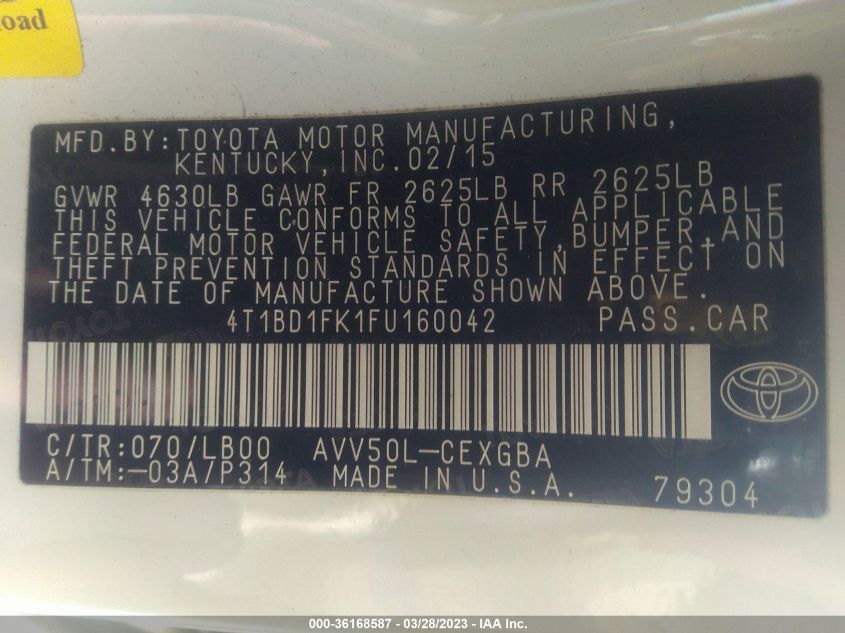 oad
MFD.BY:TOYOTA MOTOR MANUFACTURING,
KENTUCKY,INC.02/15
GVWR 4630LB GAWR FR 2625LB RR 2625LB
THIS VEHICLE CONFORMS TO ALL APPLICABLE
FEDERAL MOTOR VEHICLE SAFETY,BUMPER,AND
THEFT PREVENTION STANDARDS IN EFFECT ON
THE DATE OF MANUFACTURE SHOWN ABOVE.
4T1BD1FK1FU160042 PASS.CAR
C/TR:070/LB00 AVV50L-CEXGBA
A/TM:-03A/P314 MADE IN U.S.A. 79304
000-36168587 - 03/28/2023 - IAA Inc.